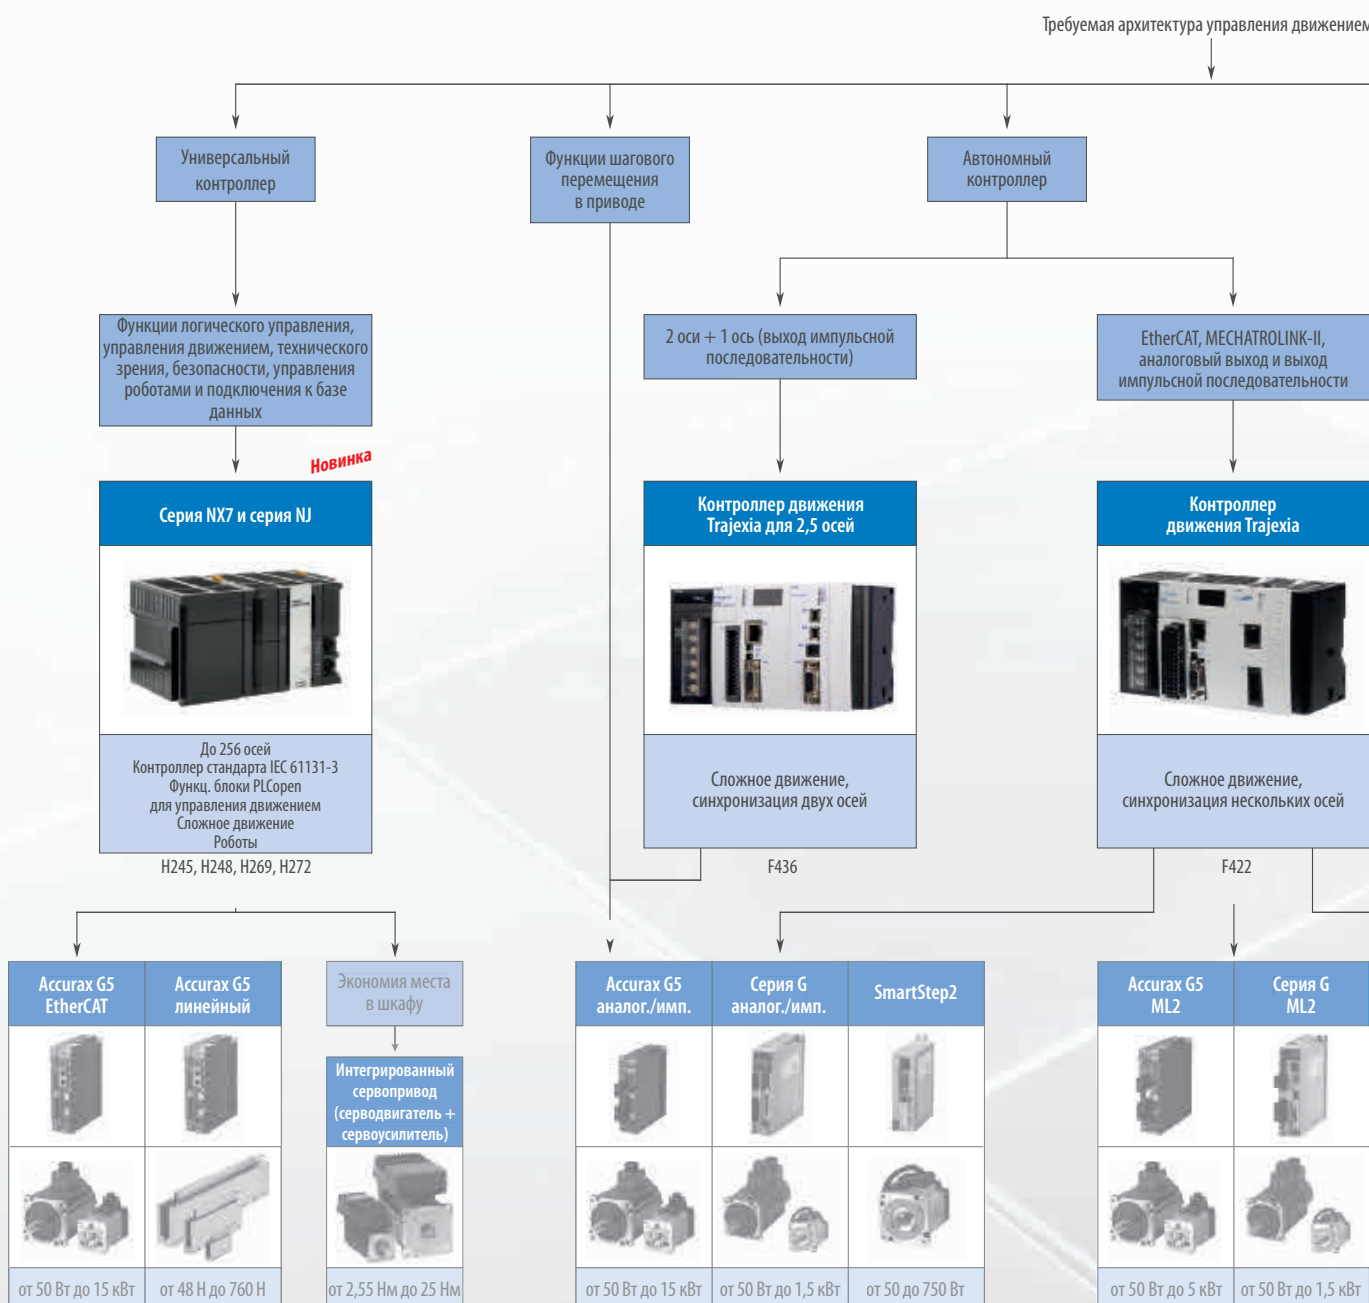 Требуемая архитектура управления движением
Универсальный
контроллер
Функции шагового
перемещения
в приводе
Автономный
контроллер
Функции логического управления,
управления движением, технического
зрения, безопасности, управления
роботами и подключения к базе
данных
2 оси + 1 ось (выход импульсной
последовательности)
EtherCAT, MECHATROLINK-II,
аналоговый выход и выход
импульсной последовательности
Новинка
Серия NX7 и серия NJ
Контроллер движения
Trajexia для 2,5 осей
Контроллер
движения Trajexia
До 256 осей
Контроллер стандарта IEC 61131-3
Функц. блоки PLCopen
для управления движением
Сложное движение
Роботы
Сложное движение,
синхронизация двух осей
Сложное движение,
синхронизация нескольких осей
H245, H248, H269, H272
F436
F422
Accurax G5
EtherCAT
Accurax G5
линейный
Экономия места
в шкафу
Интегрированный
сервопривод
(серводвигатель +
сервоусилитель)
Accurax G5
аналог./имп.
Серия G
аналог./имп.
SmartStep2
Accurax G5
ML2
Серия G
ML2
от 50 Вт до 15 кВт
от 48 Н до 760 Н
от 2,55 Нм до 25 Нм
от 50 Вт до 15 кВт
от 50 Вт до 1,5 кВт
от 50 до 750 Вт
от 50 Вт до 5 кВт
от 50 Вт до 1,5 кВт